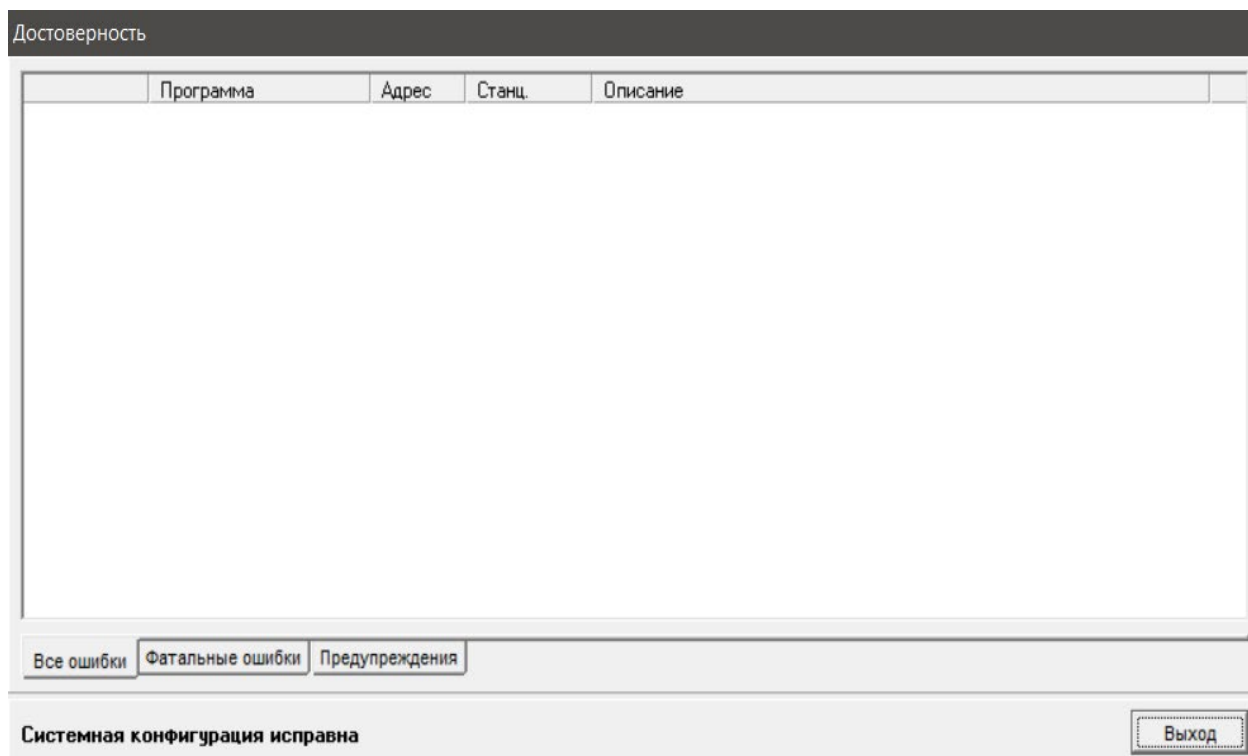 Достоверность
Программа Адрес Станц. Описание
Все ошибки Фатальные ошибки Предупреждения
Системная конфигурация исправна Выход